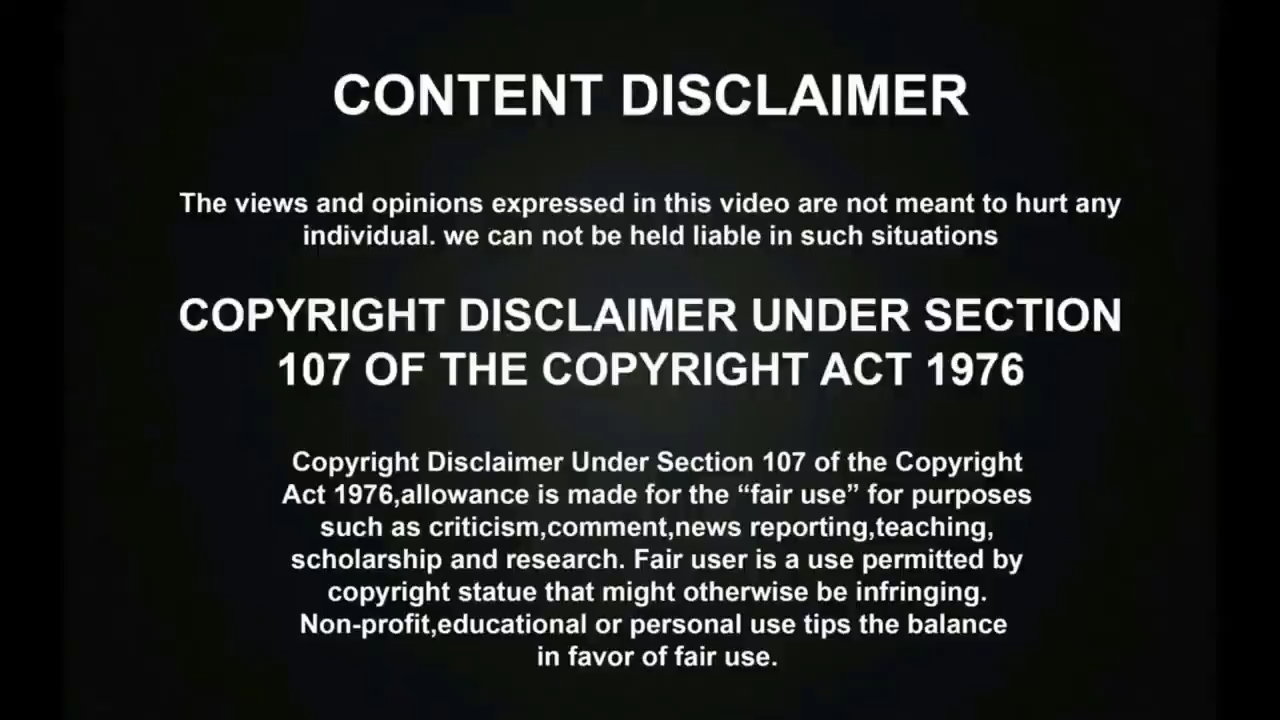 CONTENT DISCLAIMER
The views and opinions expressed in this video are not meant to hurt any
individual. we can not be held liable in such situations
COPYRIGHT DISCLAIMER UNDER SECTION
107 OF THE COPYRIGHT ACT 1976
Copyright Disclaimer Under Section 107 of the Copyright
Act 1976,allowance is made for the “fair use” for purposes
such as criticism,comment,news reporting,teaching,
scholarship and research. Fair user is a use permitted by
copyright statue that might otherwise be infringing.
Non-profit,educational or personal use tips the balance
in favor of fair use.